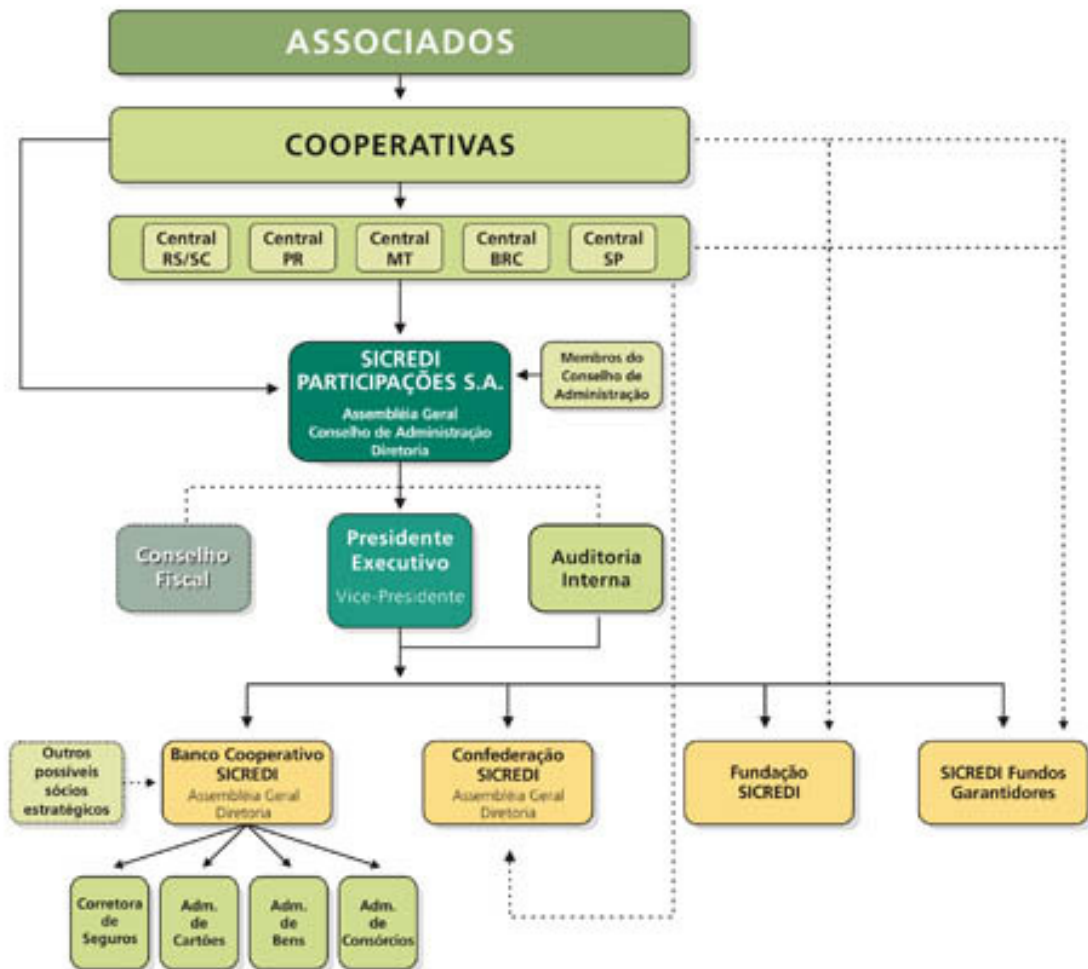 ASSOCIADOS
COOPERATIVAS
Central
RS/SC
Central
PR
Central
MT
Central
BRC
Central
SP
SICREDI
PARTICIPAÇÕES S.A.
Assembléia Geral
Conselho de Administração
Diretoria
Membros do
Conselho de
Administração
Conselho
Fiscal
Presidente
Executivo
Vice-Presidente
Auditoria
Interna
Outros
possíveis
sócios
estratégicos
Banco Cooperativo
SICREDI
Assembléia Geral
Diretoria
Confederação
SICREDI
Assembléia Geral
Diretoria
Fundação
SICREDI
SICREDI Fundos
Garantidores
Corretora
de
Seguros
Adm.
de
Cartões
Adm.
de
Bens
Adm.
de
Consórcios